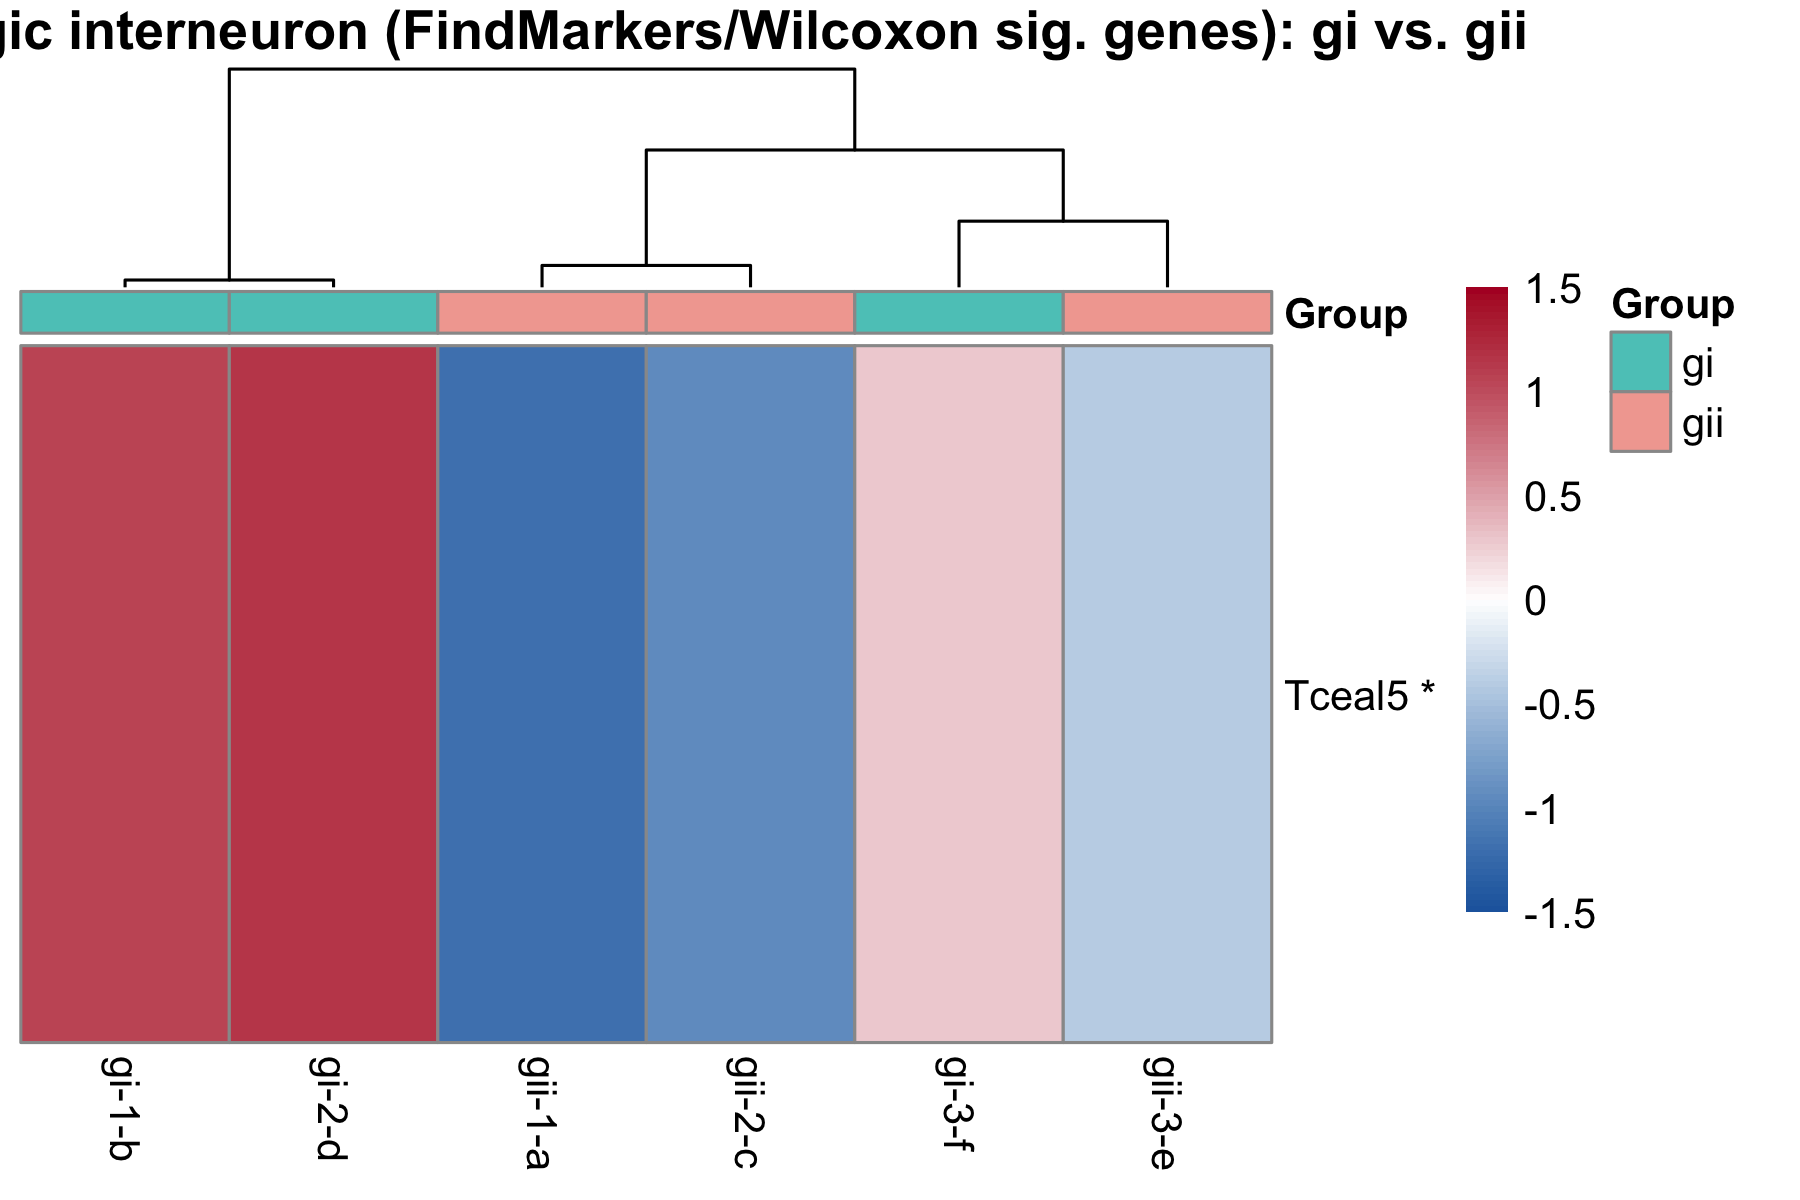 interneuron (FindMarkers/Wilcoxon sig. genes): gi vs. gii
Group
Tceal5 *
1.5
1
0.5
0
-0.5
-1
-1.5
Group
gi
gii
gi-1-b
gi-2-d
gii-1-a
gii-2-c
gi-3-f
gii-3-e